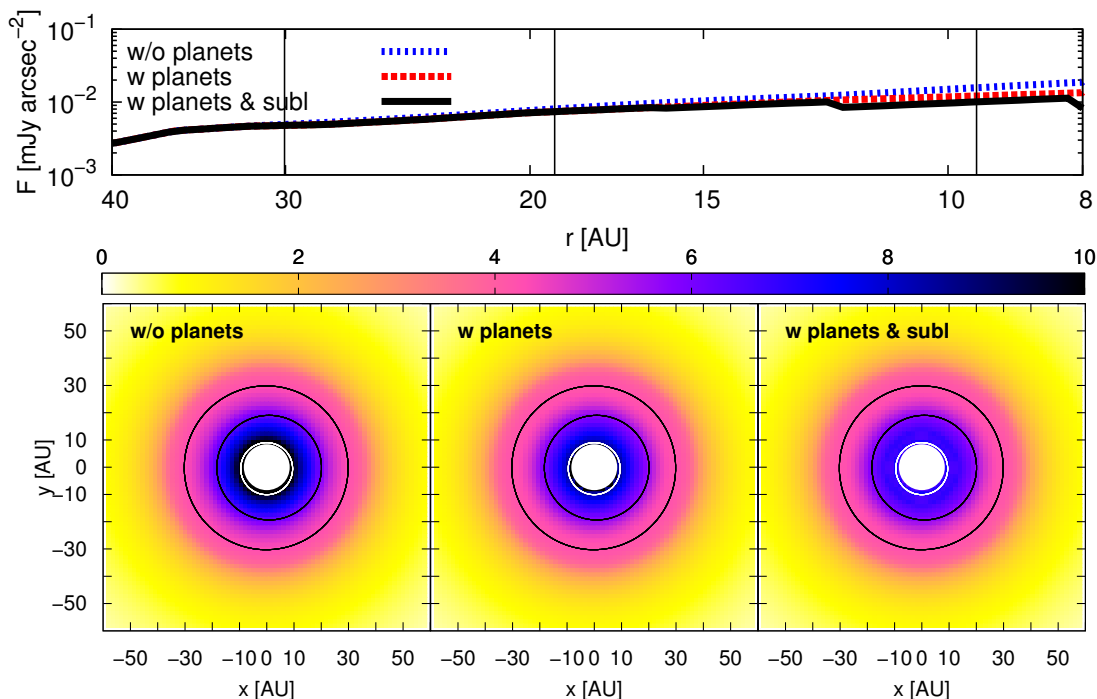 F [mJy arcsec⁻²]
10⁻¹
10⁻²
10⁻³
w/o planets
w planets
w planets & subl
40 30 20 15 10 8
r [AU]
0 2 4 6 8 10
w/o planets w planets w planets & subl
y [AU]
50
30
10
0
−10
−30
−50
−50 −30 −10 0 10 30 50 −50 −30 −10 0 10 30 50 −50 −30 −10 0 10 30 50
x [AU] x [AU] x [AU]